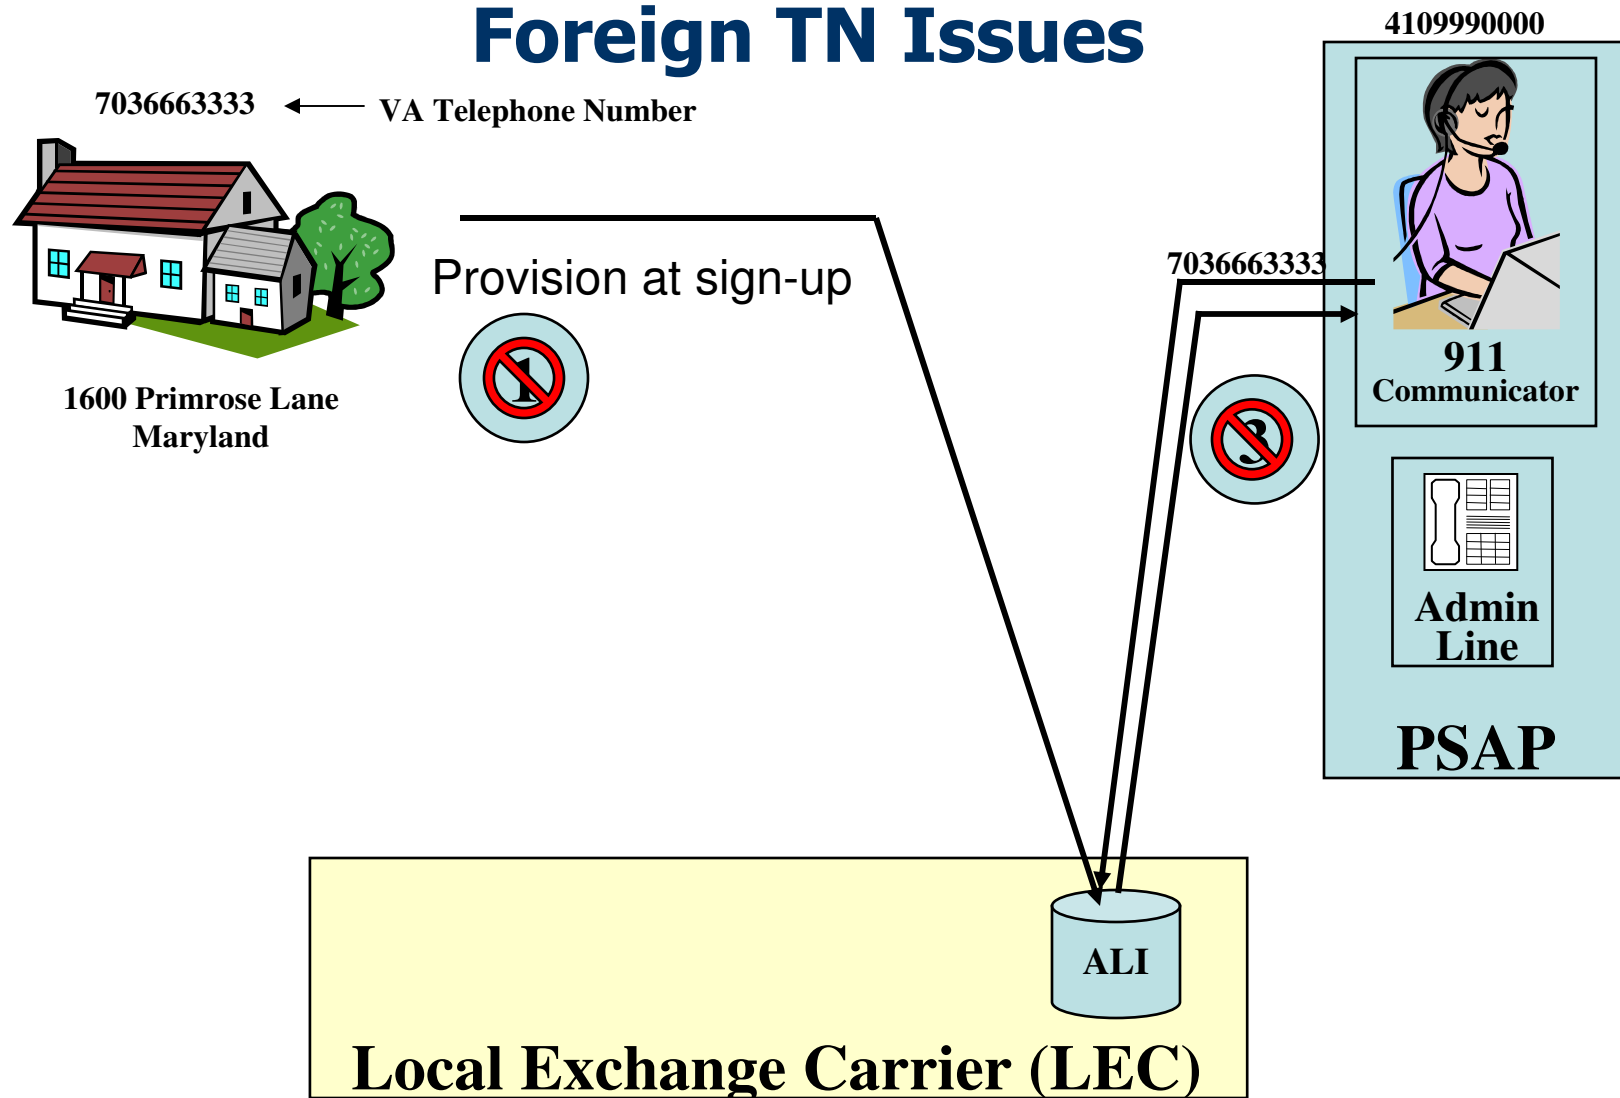 Foreign TN Issues
4109990000
7036663333
VA Telephone Number
Provision at sign-up
7036663333
1
3
1600 Primrose Lane
Maryland
911
Communicator
Admin
Line
PSAP
ALI
Local Exchange Carrier (LEC)